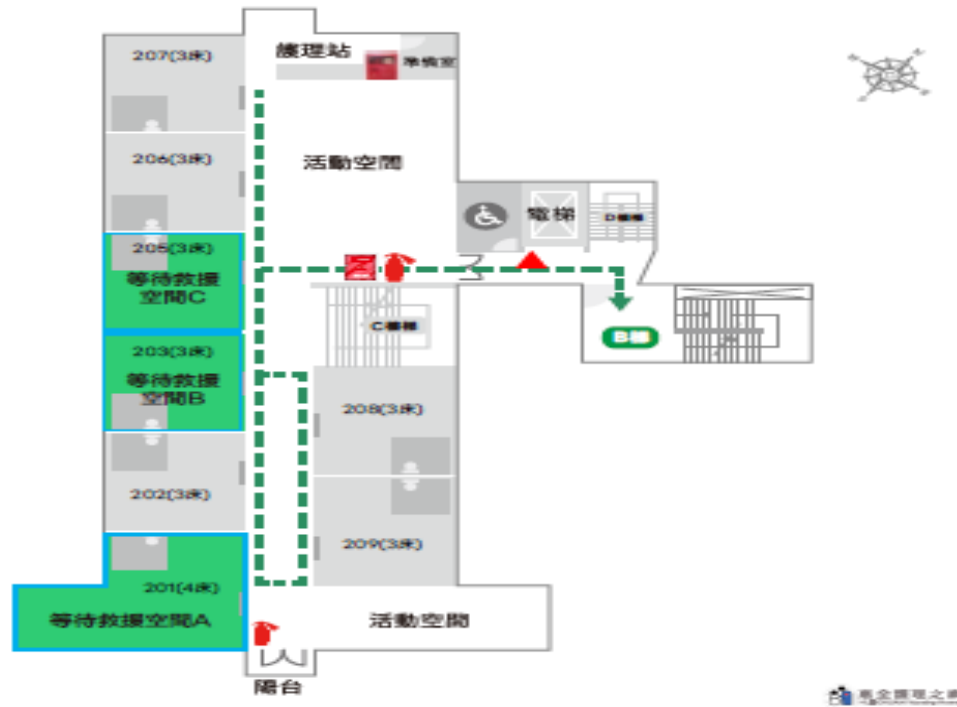 207(3床)
護理站
準備室
206(3床)
活動空間
電梯
D樓梯
205(3床)
等待救援
空間C
C樓梯
B梯
203(3床)
等待救援
空間B
208(3床)
202(3床)
209(3床)
201(4床)
等待救援空間A
活動空間
陽台